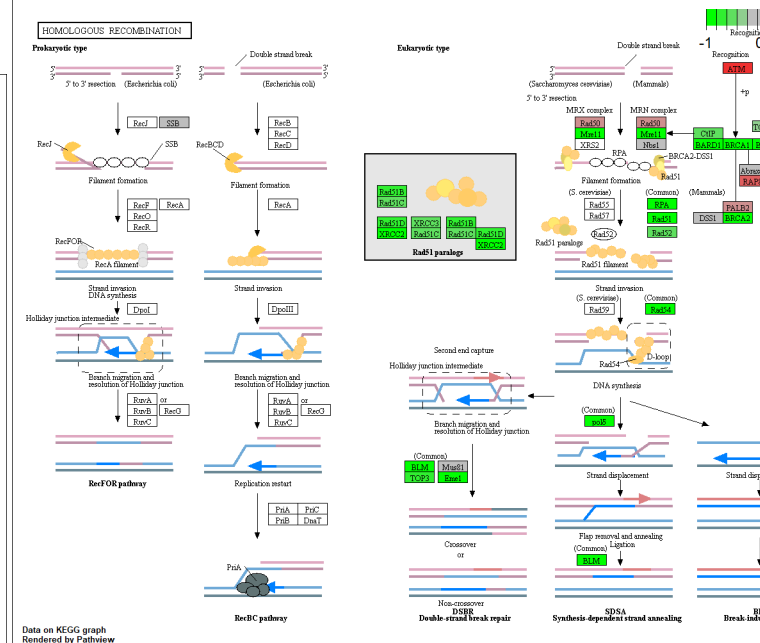 HOMOLOGOUS RECOMBINATION
Prokaryotic type
Eukaryotic type
-1
0
Recognition
ATM
+p
Double strand break
5'
3'
3'
5'
5' to 3' resection
(Escherichia coli)
RecJ
SSB
RecJ
SSB
Filament formation
RecF
RecA
RecO
RecR
RecFOR
RecA filament
Strand invasion
DNA synthesis
DpoI
Holliday junction intermediate
Branch migration and
resolution of Holliday junction
RuvA
or
RuvB
RecG
RuvC
RecFOR pathway
5'
3'
3'
5'
(Escherichia coli)
RecB
RecC
RecD
RecBCD
Filament formation
RecA
Strand invasion
DpoIII
Branch migration and
resolution of Holliday junction
RuvA
or
RuvB
RecG
RuvC
Replication restart
PriA
PriC
PriB
DnaT
PriA
RecBC pathway
Rad51B
Rad51C
Rad51D
XRCC3
Rad51B
XRCC2
Rad51C
Rad51C
Rad51D
XRCC2
Rad51 paralogs
Double strand break
5'
3'
3'
5'
(Saccharomyces cerevisiae)
(Mammals)
5' to 3' resection
MRX complex
MRN complex
Rad50
Rad50
Mre11
Mre11
XRS2
Nbs1
CtIP
BARD1
BRCA1
RPA
BRCA2-DSS1
Rad51
Filament formation
(S. cerevisiae)
(Common)
(Mammals)
Rad55
RPA
PALB2
Rad57
Rad51
DSS1
BRCA2
Rad52
Rad52
Rad51 paralogs
Rad51 filament
Strand invasion
(S. cerevisiae)
(Common)
Rad59
Rad54
Rad54
D-loop
DNA synthesis
Second end capture
Holliday junction intermediate
Branch migration and
resolution of Holliday junction
(Common)
BLM
Mus81
TOP3
Eme1
Crossover
or
Non-crossover
DSBR
Double-strand break repair
(Common)
polδ
Strand displacement
Flap removal and annealing
Ligation
(Common)
BLM
SDSA
Synthesis-dependent strand annealing
Data on KEGG graph
Rendered by Pathview